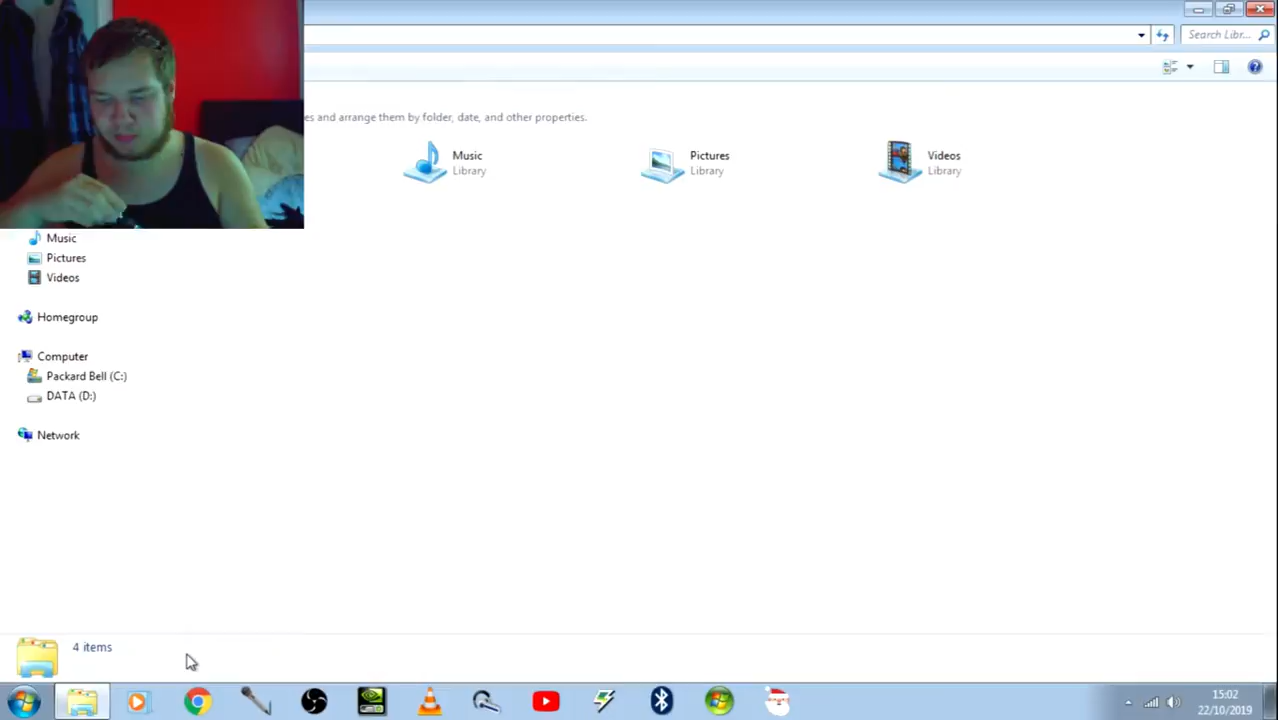 Search Libr...
es and arrange them by folder, date, and other properties.
Music
Library
Pictures
Library
Videos
Library
Music
Pictures
Videos
Homegroup
Computer
Packard Bell (C:)
DATA (D:)
Network
4 items
15:02
22/10/2019